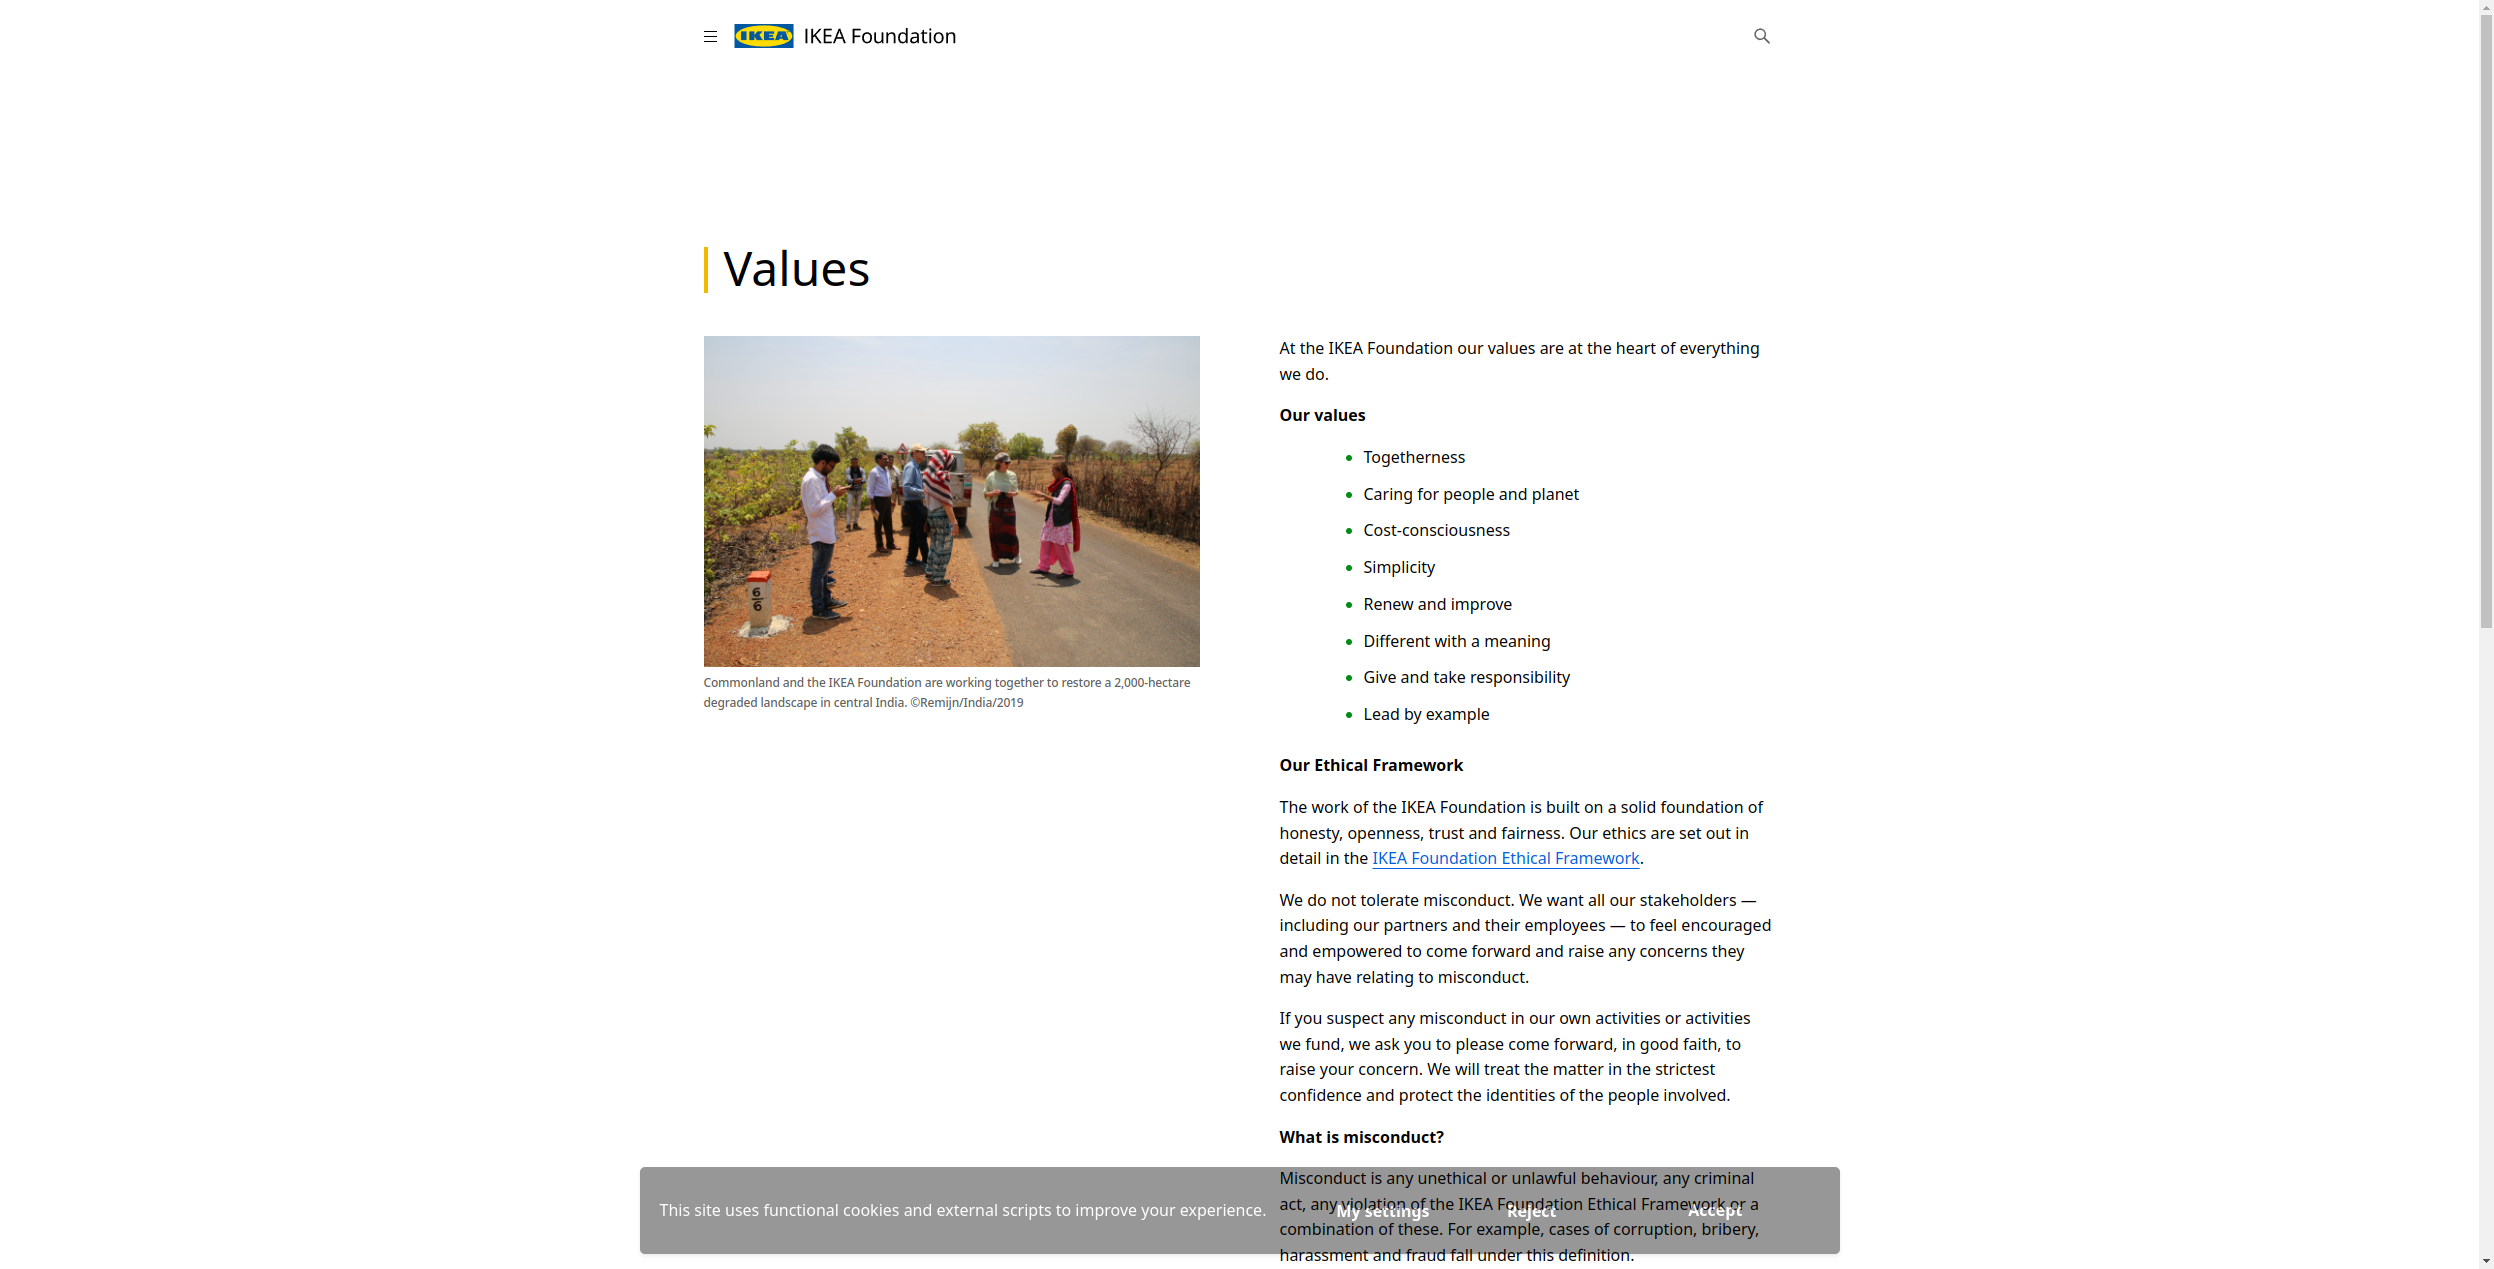 IKEA IKEA Foundation
Values
6
6
Commonland and the IKEA Foundation are working together to restore a 2,000-hectare
degraded landscape in central India. ©Remijn/India/2019
At the IKEA Foundation our values are at the heart of everything
we do.
Our values
Togetherness
Caring for people and planet
Cost-consciousness
Simplicity
Renew and improve
Different with a meaning
Give and take responsibility
Lead by example
Our Ethical Framework
The work of the IKEA Foundation is built on a solid foundation of
honesty, openness, trust and fairness. Our ethics are set out in
detail in the IKEA Foundation Ethical Framework.
We do not tolerate misconduct. We want all our stakeholders —
including our partners and their employees — to feel encouraged
and empowered to come forward and raise any concerns they
may have relating to misconduct.
If you suspect any misconduct in our own activities or activities
we fund, we ask you to please come forward, in good faith, to
raise your concern. We will treat the matter in the strictest
confidence and protect the identities of the people involved.
What is misconduct?
Misconduct is any unethical or unlawful behaviour, any criminal
act, any violation of the IKEA Foundation Ethical Framework or a
combination of these. For example, cases of corruption, bribery,
harassment and fraud fall under this definition.
This site uses functional cookies and external scripts to improve your experience.
My settings
Reject
Accept